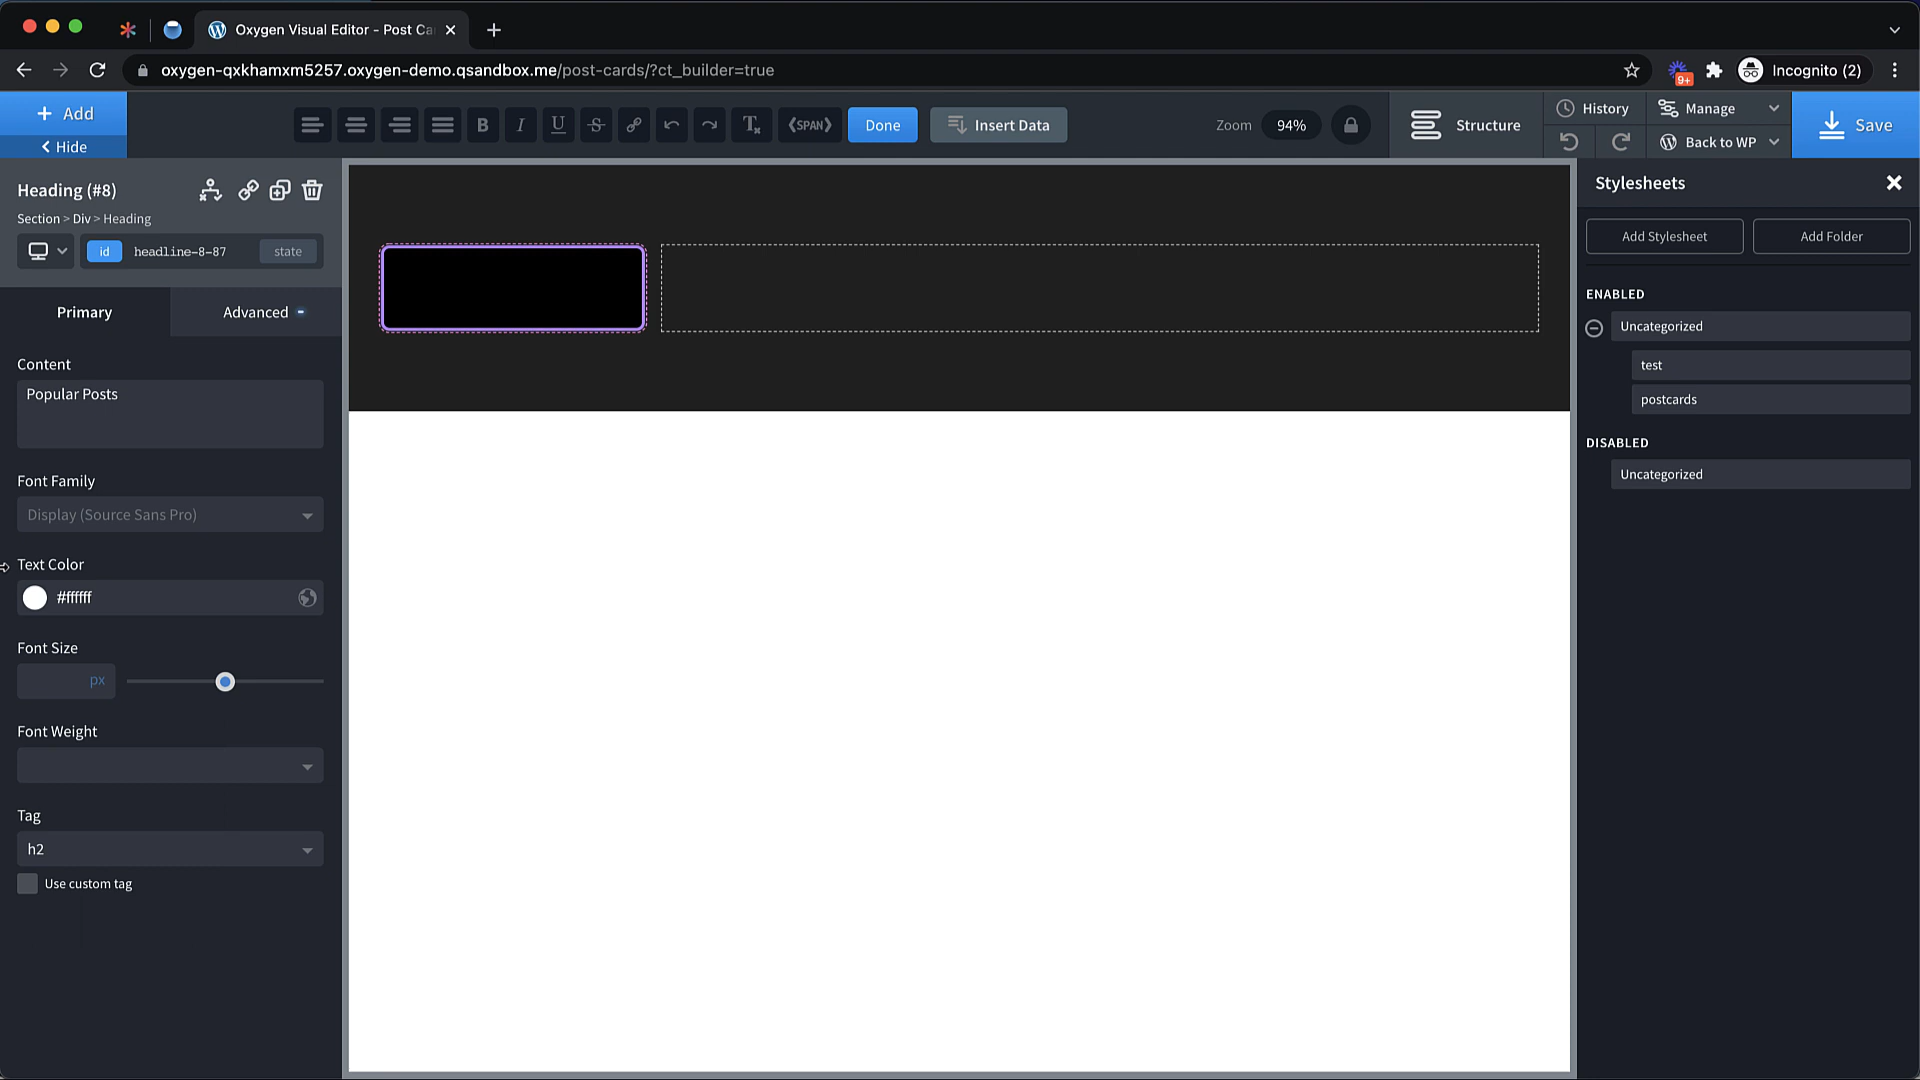 Oxygen Visual Editor - Post Ca
oxygen-qxkhamxm5257.oxygen-demo.qsandbox.me/post-cards/?ct_builder=true
9+
Incognito (2)
+ Add
< Hide
B I U S T <SPAN>
Done
Insert Data
Zoom 94%
Structure
History
Manage
Back to WP
Save
Heading (#8)
Section > Div > Heading
id headline-8-87 state
Primary
Advanced
Content
Popular Posts
Font Family
Display (Source Sans Pro)
Text Color
#ffffff
Font Size
px
Font Weight
Tag
h2
Use custom tag
Stylesheets
Add Stylesheet
Add Folder
ENABLED
Uncategorized
test
postcards
DISABLED
Uncategorized